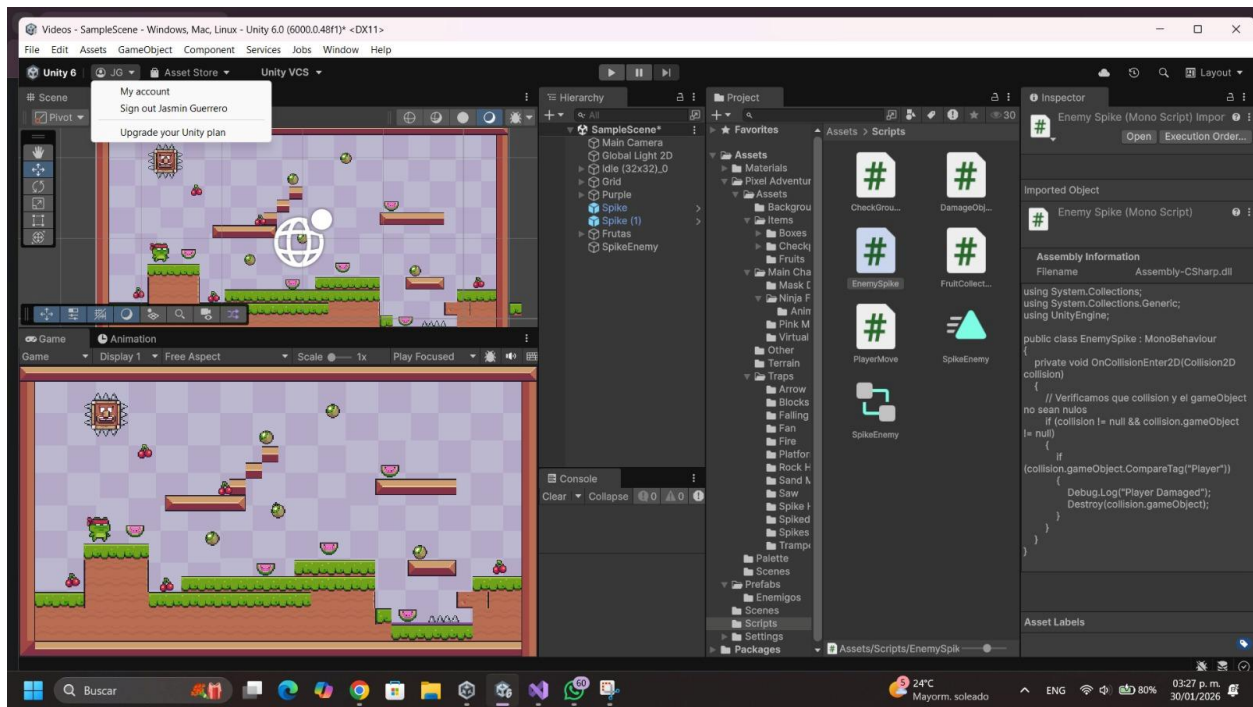 Videos - SampleScene - Windows, Mac, Linux - Unity 6.0 (6000.0.48f1)* <DX11>
File Edit Assets GameObject Component Services Jobs Window Help
Unity 6 JG Asset Store Unity VCS Layout
My account
Sign out Jasmin Guerrero
Upgrade your Unity plan
Scene
Pivot
Hierarchy
All
SampleScene*
Main Camera
Global Light 2D
Idle (32x32)_0
Grid
Purple
Spike
Spike (1)
Frutas
SpikeEnemy
Game Animation
Game Display 1 Free Aspect Scale 1x Play Focused
Console
Clear Collapse 0 0
Project
30
Favorites
Assets
Materials
Pixel Adventur
Assets
Backgrou
Items
Boxes
Checkp
Fruits
Main Cha
Mask D
Ninja F
Anim
Pink M
Virtual
Other
Terrain
Traps
Arrow
Blocks
Falling
Fan
Fire
Platfor
Rock H
Sand M
Saw
Spike H
Spiked
Spikes
Trampo
Palette
Scenes
Prefabs
Enemigos
Scenes
Scripts
Settings
Packages
Assets > Scripts
CheckGrou... DamageObj...
EnemySpike FruitCollect...
PlayerMove SpikeEnemy
SpikeEnemy
Assets/Scripts/EnemySpik
Inspector
Enemy Spike (Mono Script) Impor
Open Execution Order...
Imported Object
Enemy Spike (Mono Script)
Assembly Information
Filename Assembly-CSharp.dll
using System.Collections;
using System.Collections.Generic;
using UnityEngine;
public class EnemySpike : MonoBehaviour
{
private void OnCollisionEnter2D(Collision2D
collision)
{
// Verificamos que collision y el gameObject
no sean nulos
if (collision != null && collision.gameObject
!= null)
{
if
(collision.gameObject.CompareTag("Player"))
{
Debug.Log("Player Damaged");
Destroy(collision.gameObject);
}
}
}
}
Asset Labels
Buscar
60
5
24°C
Mayorm. soleado
ENG
80%
03:27 p. m.
30/01/2026